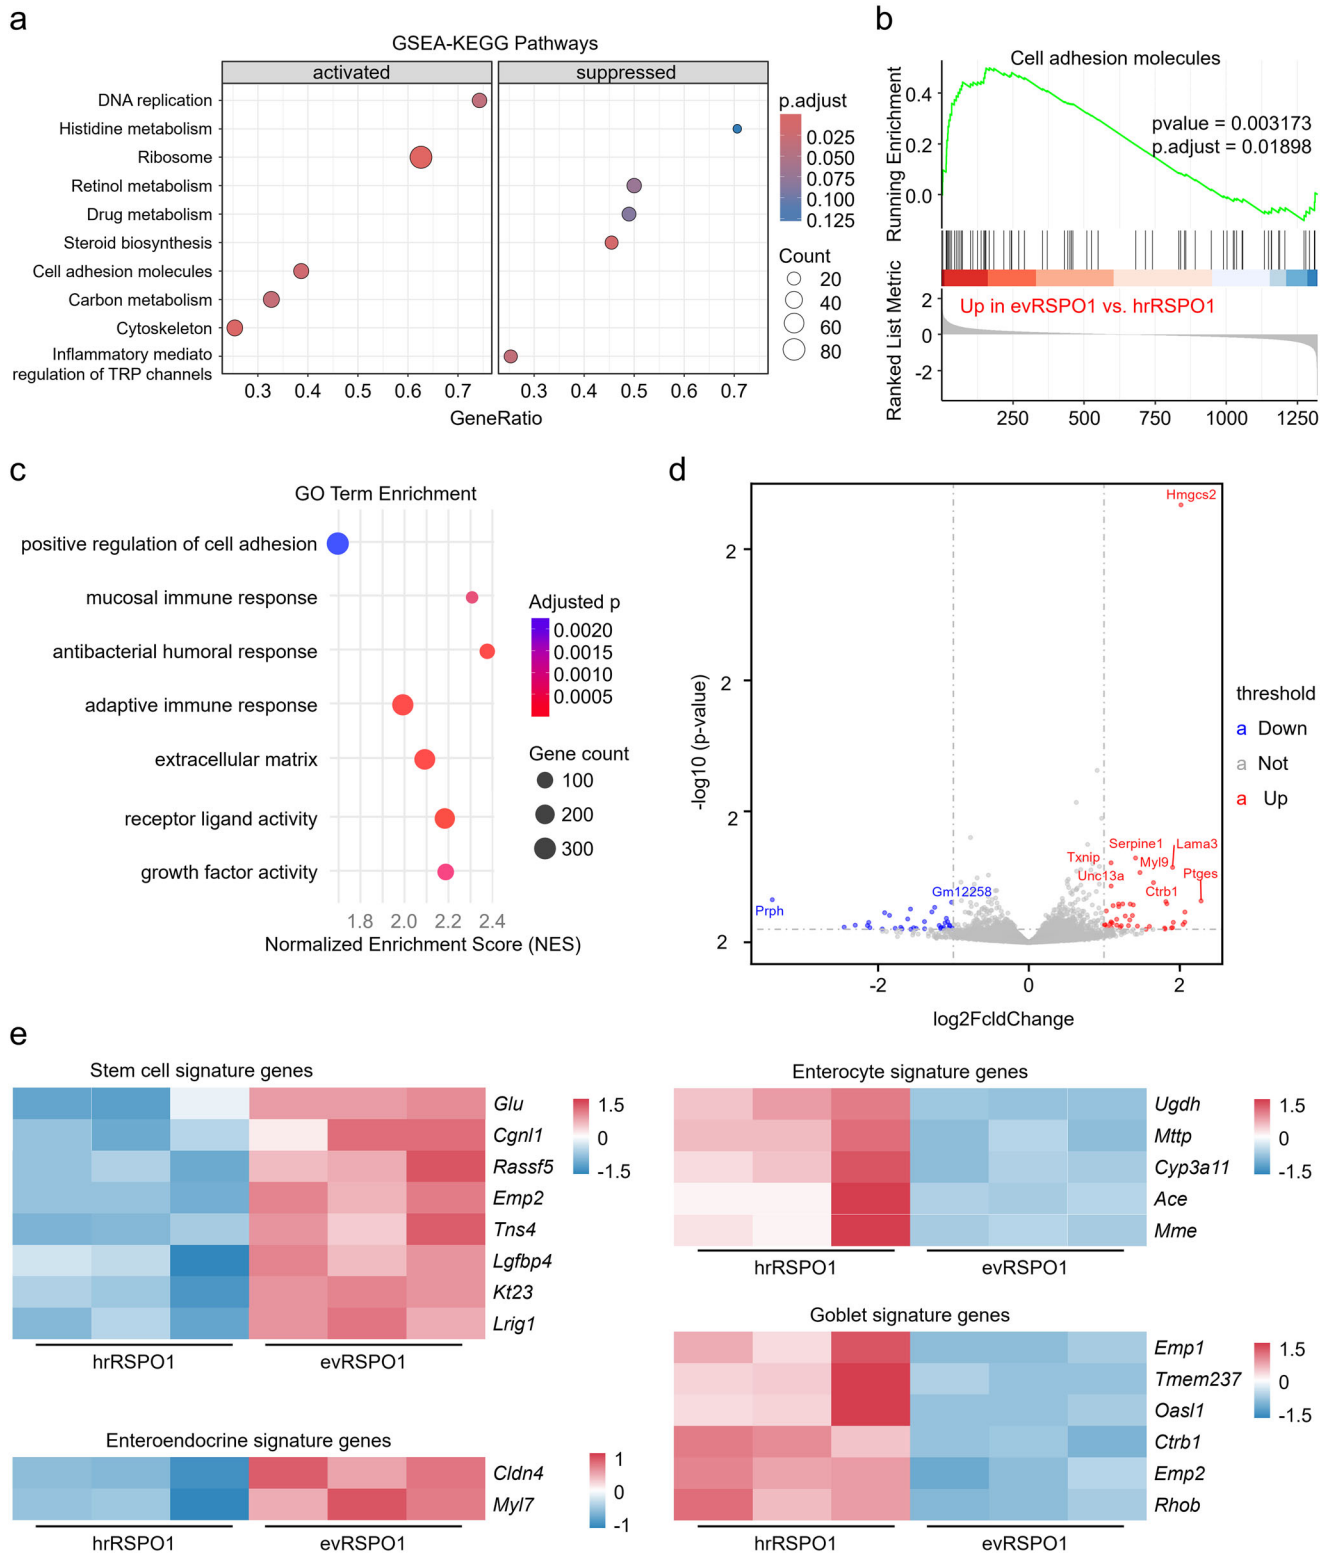 a
GSEA-KEGG Pathways
activated
suppressed
DNA replication
Histidine metabolism
Ribosome
Retinol metabolism
Drug metabolism
Steroid biosynthesis
Cell adhesion molecules
Carbon metabolism
Cytoskeleton
Inflammatory mediato
regulation of TRP channels
0.3 0.4 0.5 0.6 0.7
0.3 0.4 0.5 0.6 0.7
GeneRatio
p.adjust
0.025
0.050
0.075
0.100
0.125
Count
20
40
60
80
b
Cell adhesion molecules
pvalue = 0.003173
p.adjust = 0.01898
Running Enrichment
0.4
0.2
0.0
Up in evRSPO1 vs. hrRSPO1
Ranked List Metric
2
0
-2
250 500 750 1000 1250
c
GO Term Enrichment
positive regulation of cell adhesion
mucosal immune response
antibacterial humoral response
adaptive immune response
extracellular matrix
receptor ligand activity
growth factor activity
1.8 2.0 2.2 2.4
Normalized Enrichment Score (NES)
Adjusted p
0.0020
0.0015
0.0010
0.0005
Gene count
100
200
300
d
-log10 (p-value)
2
2
2
2
Hmgcs2
Serpine1
Lama3
Txnip
Myl9
Unc13a
Ptges
Ctrb1
Gm12258
Prph
-2 0 2
log2FcldChange
threshold
a Down
a Not
a Up
e
Stem cell signature genes
Glu
Cgnl1
Rassf5
Emp2
Tns4
Lgfbp4
Kt23
Lrig1
1.5
0
-1.5
hrRSPO1
evRSPO1
Enteroendocrine signature genes
Cldn4
Myl7
1
0
-1
hrRSPO1
evRSPO1
Enterocyte signature genes
Ugdh
Mttp
Cyp3a11
Ace
Mme
1.5
0
-1.5
hrRSPO1
evRSPO1
Goblet signature genes
Emp1
Tmem237
Oasl1
Ctrb1
Emp2
Rhob
1.5
0
-1.5
hrRSPO1
evRSPO1